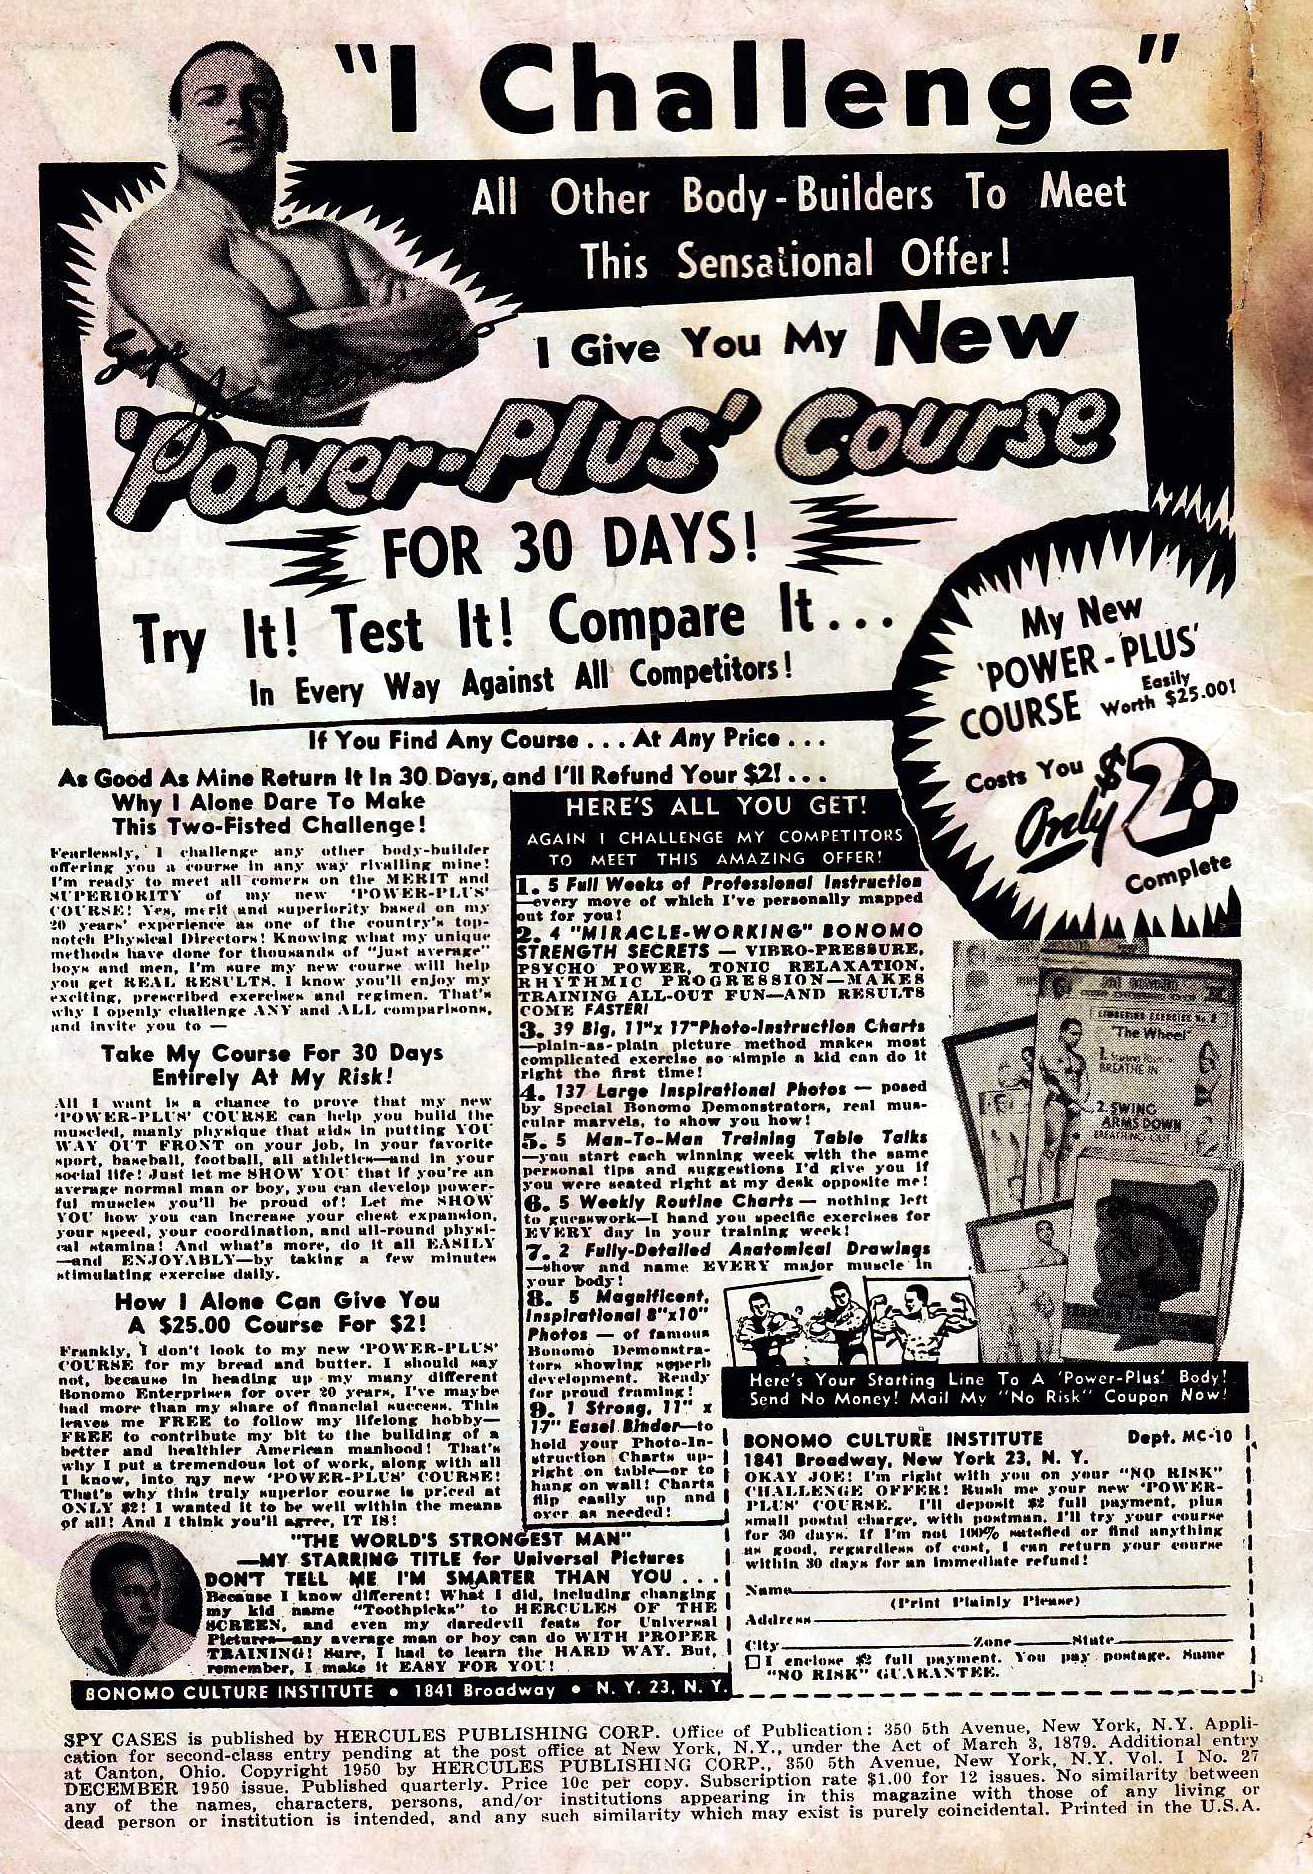 "I Challenge"
All Other Body-Builders To Meet
This Sensational Offer!
I Give You My New
'Power-Plus' Course
FOR 30 DAYS!
Try It! Test It! Compare It...
In Every Way Against All Competitors!
My New
'POWER-PLUS'
COURSE Easily
Worth $25.00!
Costs You
Only $2.
Complete
If You Find Any Course...At Any Price...
As Good As Mine Return It In 30 Days, and I'll Refund Your $2!...
Why I Alone Dare To Make
This Two-Fisted Challenge!
Fearlessly, I challenge any other body-builder
offering you a course in any way rivalling mine!
I'm ready to meet all comers on the MERIT and
SUPERIORITY of my new 'POWER-PLUS'
COURSE! Yes, merit and superiority based on my
20 years' experience as one of the country's top-
notch Physical Directors! Knowing what my unique
methods have done for thousands of "Just average"
boys and men, I'm sure my new course will help
you get REAL RESULTS. I know you'll enjoy my
exciting, prescribed exercises and regimen. That's
why I openly challenge ANY and ALL comparisons,
and invite you to —
Take My Course For 30 Days
Entirely At My Risk!
All I want is a chance to prove that my new
'POWER-PLUS' COURSE can help you build the
muscled, manly physique that aids in putting YOU
WAY OUT FRONT on your job, in your favorite
sport, baseball, football, all athletics—and in your
social life! Just let me SHOW YOU that if you're an
average normal man or boy, you can develop power-
ful muscles you'll be proud of! Let me SHOW
YOU how you can increase your chest expansion,
your speed, your coordination, and all-round physi-
cal stamina! And what's more, do it all EASILY
—and ENJOYABLY—by taking a few minutes
stimulating exercise daily.
How I Alone Can Give You
A $25.00 Course For $2!
Frankly, I don't look to my new 'POWER-PLUS'
COURSE for my bread and butter. I should say
not, because in heading up my many different
Bonomo Enterprises for over 20 years, I've maybe
had more than my share of financial success. This
leaves me FREE to follow my lifelong hobby—
FREE to contribute my bit to the building of a
better and healthier American manhood! That's
why I put a tremendous lot of work, along with all
I know, into my new 'POWER-PLUS' COURSE!
That's why this truly superior course is priced at
ONLY $2! I wanted it to be well within the means
of all! And I think you'll agree, IT IS!
"THE WORLD'S STRONGEST MAN"
—MY STARRING TITLE for Universal Pictures
DON'T TELL ME I'M SMARTER THAN YOU...
Because I know different! What I did, including changing
my kid name "Toothpicks" to HERCULES OF THE
SCREEN, and even my daredevil feats for Universal
Pictures—any average man or boy can do WITH PROPER
TRAINING! Sure, I had to learn the HARD WAY. But,
remember, I make it EASY FOR YOU!
BONOMO CULTURE INSTITUTE • 1841 Broadway • N. Y. 23, N. Y.
HERE'S ALL YOU GET!
AGAIN I CHALLENGE MY COMPETITORS
TO MEET THIS AMAZING OFFER!
1. 5 Full Weeks of Professional Instruction
—every move of which I've personally mapped
out for you!
2. 4 "MIRACLE-WORKING" BONOMO
STRENGTH SECRETS — VIBRO-PRESSURE,
PSYCHO POWER, TONIC RELAXATION,
RHYTHMIC PROGRESSION—MAKES
TRAINING ALL-OUT FUN—AND RESULTS
COME FASTER!
3. 39 Big, 11"x 17"Photo-Instruction Charts
—plain-as-plain picture method makes most
complicated exercise so simple a kid can do it
right the first time!
4. 137 Large Inspirational Photos — posed
by Special Bonomo Demonstrators, real mus-
cular marvels, to show you how!
5. 5 Man-To-Man Training Table Talks
—you start each winning week with the same
personal tips and suggestions I'd give you if
you were seated right at my desk opposite me!
6. 5 Weekly Routine Charts — nothing left
to guesswork—I hand you specific exercises for
EVERY day in your training week!
7. 2 Fully-Detailed Anatomical Drawings
—show and name EVERY major muscle in
your body!
8. 5 Magnificent,
Inspirational 8"x10"
Photos — of famous
Bonomo Demonstra-
tors showing superb
development. Ready
for proud framing!
9. 1 Strong, 11" x
17" Easel Binder—to
hold your Photo-In-
struction Charts up-
right on table—or to
hang on wall! Charts
flip easily up and
over as needed!
LIMBERING EXERCISE No. 2
"The Wheel"
BREATHE IN
2. SWING
ARMS DOWN
BREATHING OUT
Here's Your Starting Line To A 'Power-Plus' Body!
Send No Money! Mail My "No Risk" Coupon Now!
BONOMO CULTURE INSTITUTE Dept. MC-10
1841 Broadway, New York 23, N. Y.
OKAY JOE! I'm right with you on your "NO RISK"
CHALLENGE OFFER! Rush me your new 'POWER-
PLUS' COURSE. I'll deposit $2 full payment, plus
small postal charge, with postman. I'll try your course
for 30 days. If I'm not 100% satisfied or find anything
as good, regardless of cost, I can return your course
within 30 days for an immediate refund!
Name
(Print Plainly Please)
Address
City Zone State
I enclose $2 full payment. You pay postage. Same
"NO RISK" GUARANTEE.
SPY CASES is published by HERCULES PUBLISHING CORP. Office of Publication: 350 5th Avenue, New York, N.Y. Appli-
cation for second-class entry pending at the post office at New York, N.Y., under the Act of March 3, 1879. Additional entry
at Canton, Ohio. Copyright 1950 by HERCULES PUBLISHING CORP., 350 5th Avenue, New York, N.Y. Vol. I No. 27
DECEMBER 1950 issue. Published quarterly. Price 10c per copy. Subscription rate $1.00 for 12 issues. No similarity between
any of the names, characters, persons, and/or institutions appearing in this magazine with those of any living or
dead person or institution is intended, and any such similarity which may exist is purely coincidental. Printed in the U.S.A.